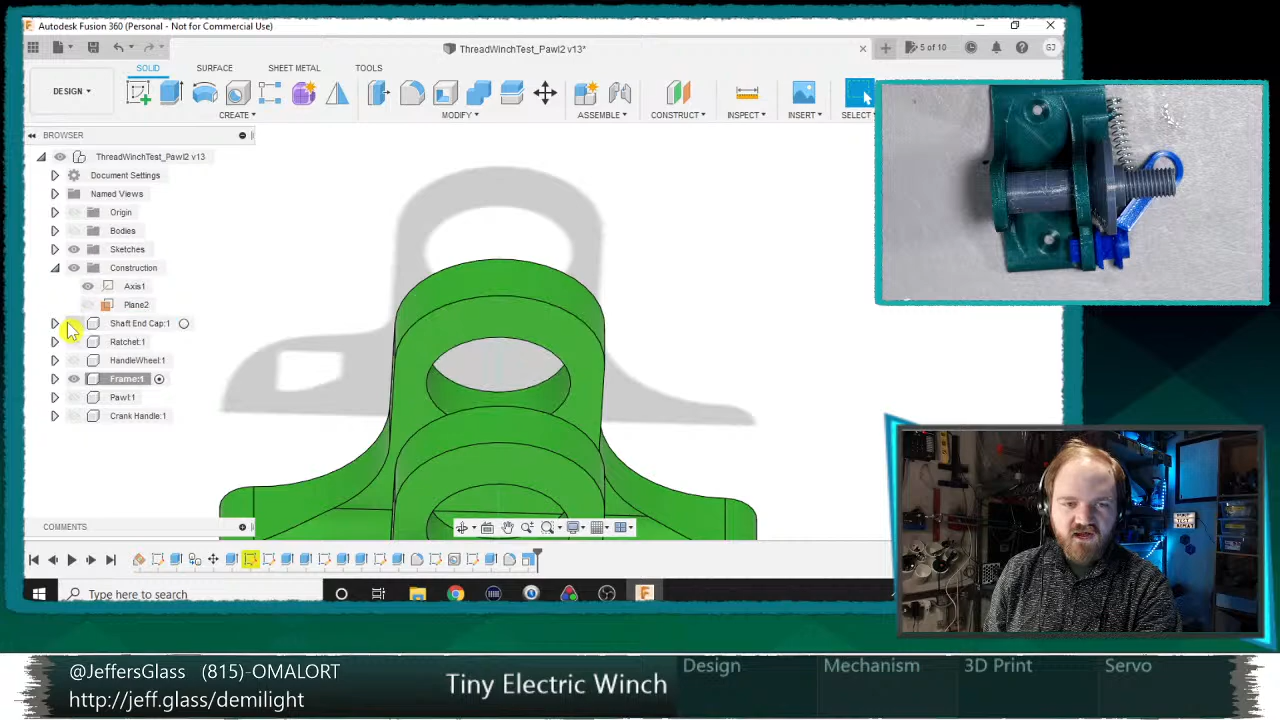 Autodesk Fusion 360 (Personal - Not for Commercial Use)
ThreadWinchTest_Pawl2 v13*
5 of 10
GJ
SOLID
SURFACE
SHEET METAL
TOOLS
DESIGN
CREATE
MODIFY
ASSEMBLE
CONSTRUCT
INSPECT
INSERT
SELECT
BROWSER
ThreadWinchTest_Pawl2 v13
Document Settings
Named Views
Origin
Bodies
Sketches
Construction
Axis1
Plane2
Shaft End Cap:1
Ratchet:1
HandleWheel:1
Frame:1
Pawl:1
Crank Handle:1
COMMENTS
Type here to search
@JeffersGlass (815)-OMALORT
http://jeff.glass/demilight
Tiny Electric Winch
Design
Mechanism
3D Print
Servo